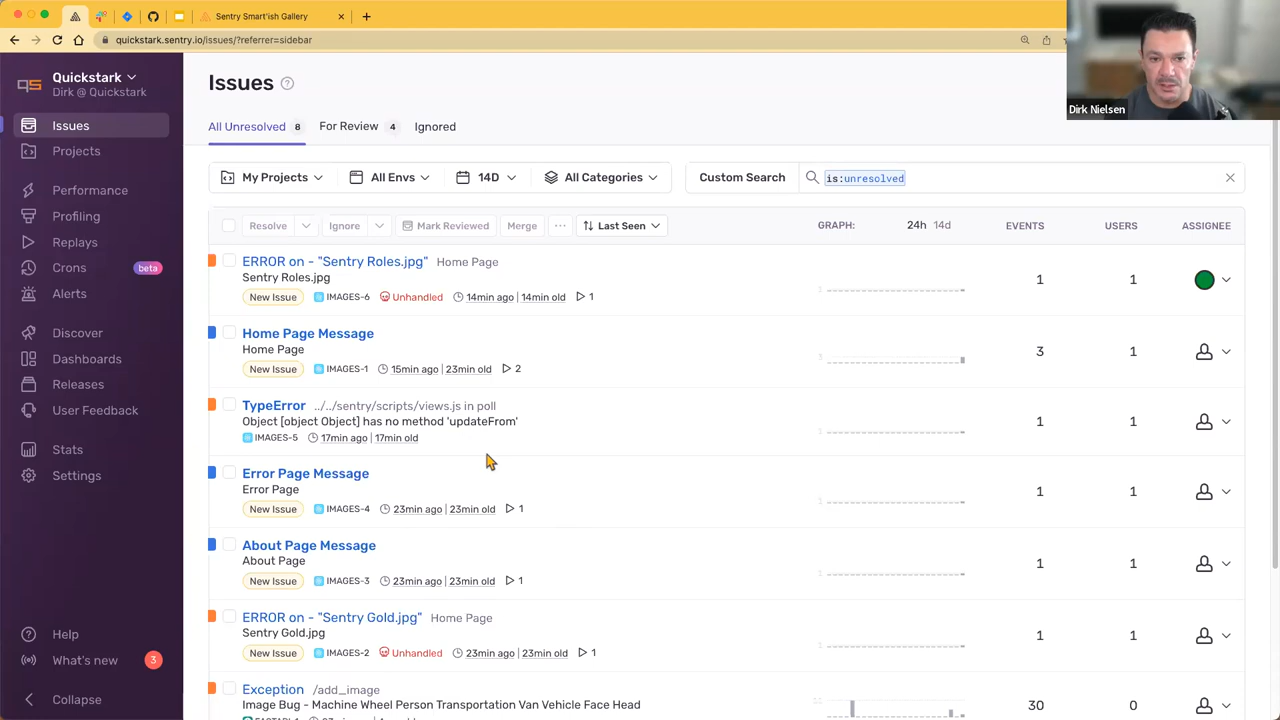 Sentry Smart'ish Gallery
quickstark.sentry.io/issues/?referrer=sidebar
Dirk Nielsen
qs
Quickstark
Dirk @ Quickstark
Issues
Projects
Performance
Profiling
Replays
Crons beta
Alerts
Discover
Dashboards
Releases
User Feedback
Stats
Settings
Help
What's new 3
Collapse
Issues ?
All Unresolved 8 For Review 4 Ignored
My Projects All Envs 14D All Categories Custom Search is:unresolved
Resolve Ignore Mark Reviewed Merge ... Last Seen GRAPH: 24h 14d EVENTS USERS ASSIGNEE
ERROR on - "Sentry Roles.jpg" Home Page
Sentry Roles.jpg
New Issue IMAGES-6 Unhandled 14min ago | 14min old 1
1 1
Home Page Message
Home Page
New Issue IMAGES-1 15min ago | 23min old 2
3
3 1
TypeError ../../sentry/scripts/views.js in poll
Object [object Object] has no method 'updateFrom'
IMAGES-5 17min ago | 17min old
1 1
Error Page Message
Error Page
New Issue IMAGES-4 23min ago | 23min old 1
1 1
About Page Message
About Page
New Issue IMAGES-3 23min ago | 23min old 1
1 1
ERROR on - "Sentry Gold.jpg" Home Page
Sentry Gold.jpg
New Issue IMAGES-2 Unhandled 23min ago | 23min old 1
1 1
Exception /add_image
Image Bug - Machine Wheel Person Transportation Van Vehicle Face Head
30 0